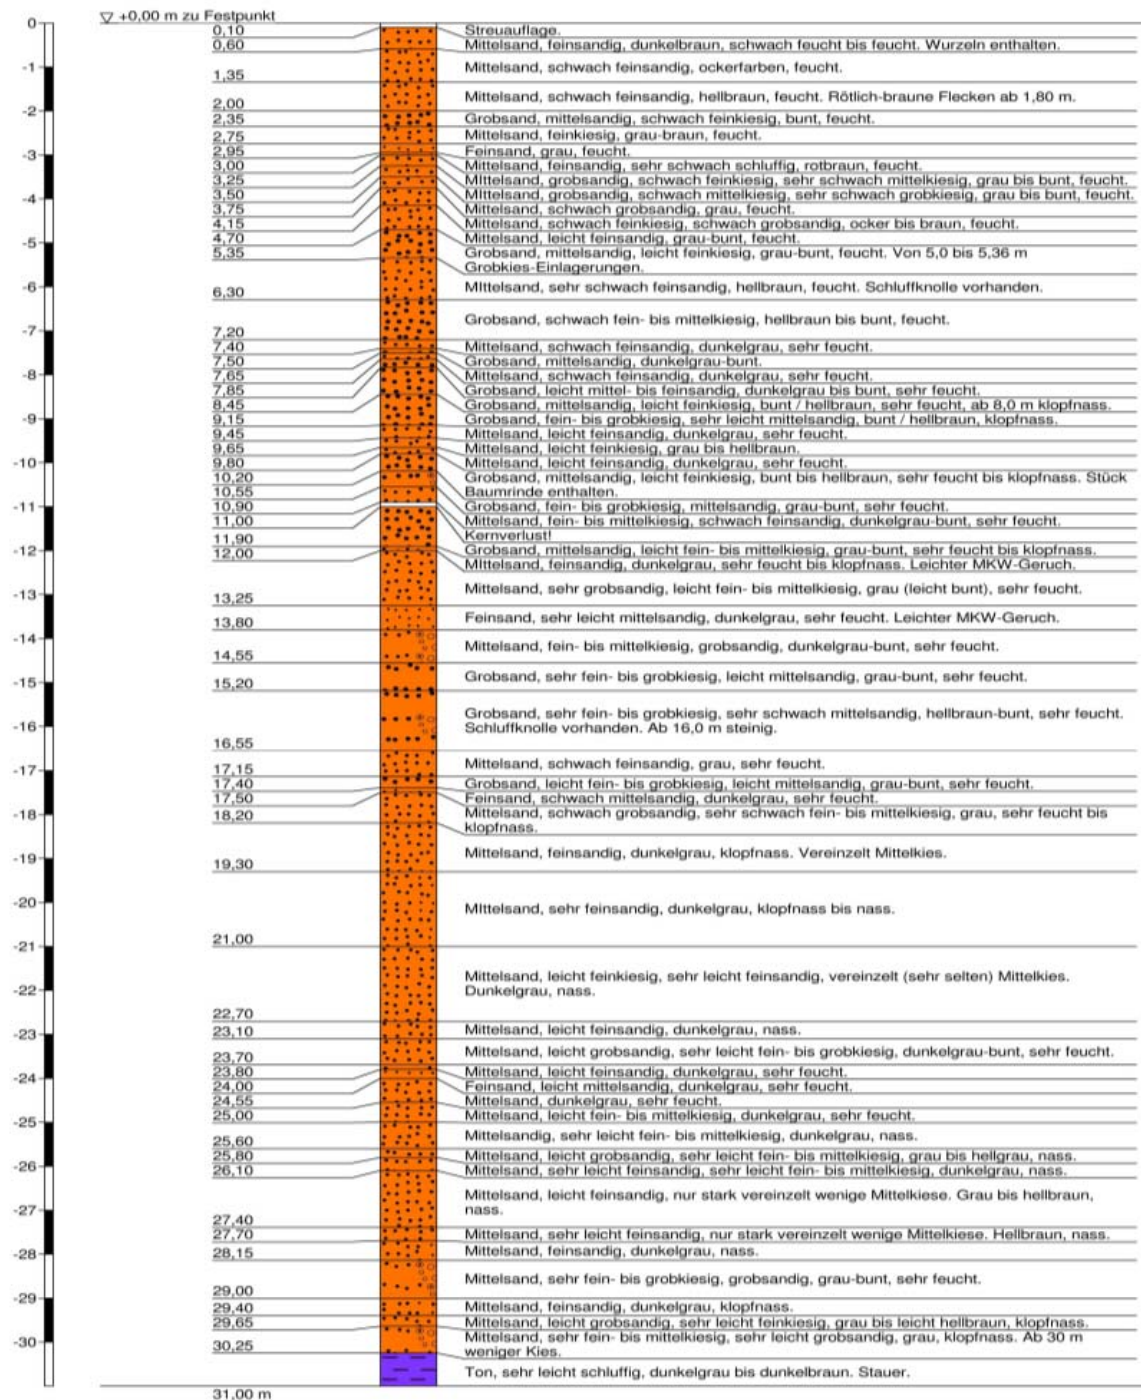 ▽ +0,00 m zu Festpunkt
0
0,10 Streuauflage.
0,60 Mittelsand, feinsandig, dunkelbraun, schwach feucht bis feucht. Wurzeln enthalten.
-1
1,35 Mittelsand, schwach feinsandig, ockerfarben, feucht.
2,00 Mittelsand, schwach feinsandig, hellbraun, feucht. Rötlich-braune Flecken ab 1,80 m.
-2
2,35 Grobsand, mittelsandig, schwach feinkiesig, bunt, feucht.
2,75 Mittelsand, feinkiesig, grau-braun, feucht.
2,95 Feinsand, grau, feucht.
-3
3,00 Mittelsand, feinsandig, sehr schwach schluffig, rotbraun, feucht.
3,25 MIttelsand, grobsandig, schwach feinkiesig, sehr schwach mittelkiesig, grau bis bunt, feucht.
3,50 MIttelsand, grobsandig, schwach mittelkiesig, sehr schwach grobkiesig, grau bis bunt, feucht.
-4
3,75 Mittelsand, schwach grobsandig, grau, feucht.
4,15 Mittelsand, schwach feinkiesig, schwach grobsandig, ocker bis braun, feucht.
4,70 Mittelsand, leicht feinsandig, grau-bunt, feucht.
-5
5,35 Grobsand, mittelsandig, leicht feinkiesig, grau-bunt, feucht. Von 5,0 bis 5,36 m
Grobkies-Einlagerungen.
-6
6,30 MIttelsand, sehr schwach feinsandig, hellbraun, feucht. Schluffknolle vorhanden.
-7
7,20 Grobsand, schwach fein- bis mittelkiesig, hellbraun bis bunt, feucht.
7,40 Mittelsand, schwach feinsandig, dunkelgrau, sehr feucht.
7,50 Grobsand, mittelsandig, dunkelgrau-bunt.
-8
7,65 Mittelsand, schwach feinsandig, dunkelgrau, sehr feucht.
7,85 Grobsand, leicht mittel- bis feinsandig, dunkelgrau bis bunt, sehr feucht.
8,45 Grobsand, mittelsandig, leicht feinkiesig, bunt / hellbraun, sehr feucht, ab 8,0 m klopfnass.
-9
9,15 Grobsand, fein- bis grobkiesig, sehr leicht mittelsandig, bunt / hellbraun, klopfnass.
9,45 Mittelsand, leicht feinsandig, dunkelgrau, sehr feucht.
9,65 Mittelsand, leicht feinkiesig, grau bis hellbraun.
-10
9,80 Mittelsand, leicht feinsandig, dunkelgrau, sehr feucht.
10,20 Grobsand, mittelsandig, leicht feinkiesig, bunt bis hellbraun, sehr feucht bis klopfnass. Stück
Baumrinde enthalten.
10,55 Grobsand, fein- bis grobkiesig, mittelsandig, grau-bunt, sehr feucht.
-11
10,90 Mittelsand, fein- bis mittelkiesig, schwach feinsandig, dunkelgrau-bunt, sehr feucht.
11,00 Kernverlust!
11,90 Grobsand, mittelsandig, leicht fein- bis mittelkiesig, grau-bunt, sehr feucht bis klopfnass.
-12
12,00 MIttelsand, feinsandig, dunkelgrau, sehr feucht bis klopfnass. Leichter MKW-Geruch.
-13
13,25 Mittelsand, sehr grobsandig, leicht fein- bis mittelkiesig, grau (leicht bunt), sehr feucht.
13,80 Feinsand, sehr leicht mittelsandig, dunkelgrau, sehr feucht. Leichter MKW-Geruch.
-14
14,55 Mittelsand, fein- bis mittelkiesig, grobsandig, dunkelgrau-bunt, sehr feucht.
-15
15,20 Grobsand, sehr fein- bis grobkiesig, leicht mittelsandig, grau-bunt, sehr feucht.
-16
16,55 Grobsand, sehr fein- bis grobkiesig, sehr schwach mittelsandig, hellbraun-bunt, sehr feucht.
Schluffknolle vorhanden. Ab 16,0 m steinig.
-17
17,15 Mittelsand, schwach feinsandig, grau, sehr feucht.
17,40 Grobsand, leicht fein- bis grobkiesig, leicht mittelsandig, grau-bunt, sehr feucht.
17,50 Feinsand, schwach mittelsandig, dunkelgrau, sehr feucht.
-18
18,20 Mittelsand, schwach grobsandig, sehr schwach fein- bis mittelkiesig, grau, sehr feucht bis
klopfnass.
-19
19,30 Mittelsand, feinsandig, dunkelgrau, klopfnass. Vereinzelt Mittelkies.
-20
21,00 MIttelsand, sehr feinsandig, dunkelgrau, klopfnass bis nass.
-21
-22
22,70 Mittelsand, leicht feinkiesig, sehr leicht feinsandig, vereinzelt (sehr selten) Mittelkies.
Dunkelgrau, nass.
-23
23,10 Mittelsand, leicht feinsandig, dunkelgrau, nass.
23,70 Mittelsand, leicht grobsandig, sehr leicht fein- bis grobkiesig, dunkelgrau-bunt, sehr feucht.
-24
23,80 Mittelsand, leicht feinsandig, dunkelgrau, sehr feucht.
24,00 Feinsand, leicht mittelsandig, dunkelgrau, sehr feucht.
24,55 Mittelsand, dunkelgrau, sehr feucht.
-25
25,00 Mittelsand, leicht fein- bis mittelkiesig, dunkelgrau, sehr feucht.
25,60 Mittelsandig, sehr leicht fein- bis mittelkiesig, dunkelgrau, nass.
-26
25,80 Mittelsand, leicht grobsandig, sehr leicht fein- bis mittelkiesig, grau bis hellgrau, nass.
26,10 Mittelsand, sehr leicht feinsandig, sehr leicht fein- bis mittelkiesig, dunkelgrau, nass.
-27
27,40 Mittelsand, leicht feinsandig, nur stark vereinzelt wenige Mittelkiese. Grau bis hellbraun,
nass.
27,70 Mittelsand, sehr leicht feinsandig, nur stark vereinzelt wenige Mittelkiese. Hellbraun, nass.
-28
28,15 Mittelsand, feinsandig, dunkelgrau, nass.
29,00 Mittelsand, sehr fein- bis grobkiesig, grobsandig, grau-bunt, sehr feucht.
-29
29,40 Mittelsand, feinsandig, dunkelgrau, klopfnass.
29,65 Mittelsand, leicht grobsandig, sehr leicht feinkiesig, grau bis leicht hellbraun, klopfnass.
-30
30,25 Mittelsand, sehr fein- bis mittelkiesig, sehr leicht grobsandig, grau, klopfnass. Ab 30 m
weniger Kies.
Ton, sehr leicht schluffig, dunkelgrau bis dunkelbraun. Stauer.
31,00 m